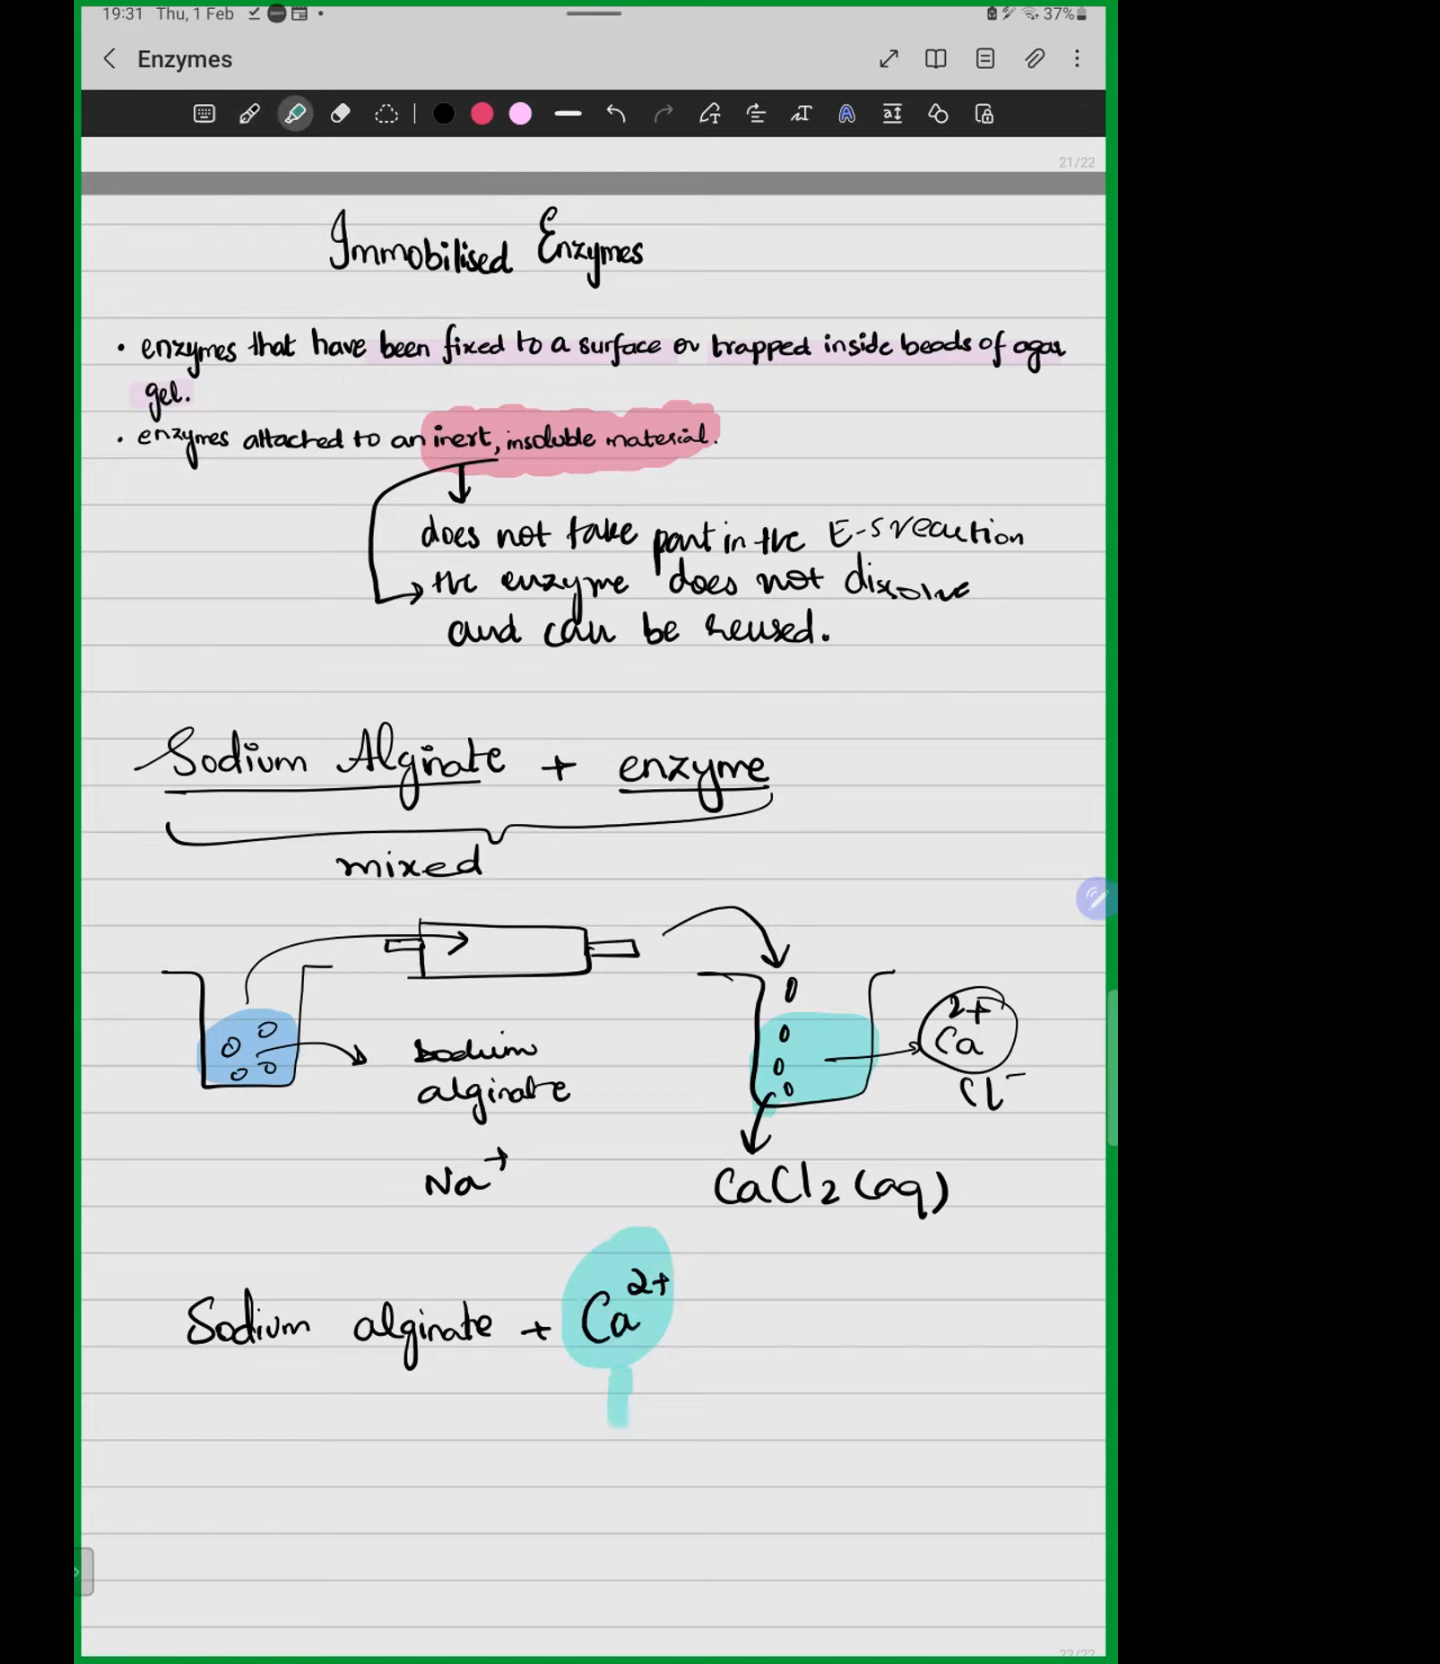 19:31 Thu, 1 Feb
37%
Enzymes
21/22
Immobilised Enzymes
• enzymes that have been fixed to a surface or trapped inside beads of agar
gel.
• enzymes attached to an inert, insoluble material.
does not take part in the E-S reaction
the enzyme does not dissolve
and can be reused.
Sodium Alginate + enzyme
mixed
2+
Ca
Cl⁻
sodium
alginate
Na⁺
CaCl2 (aq)
Sodium alginate + Ca²⁺
22/22